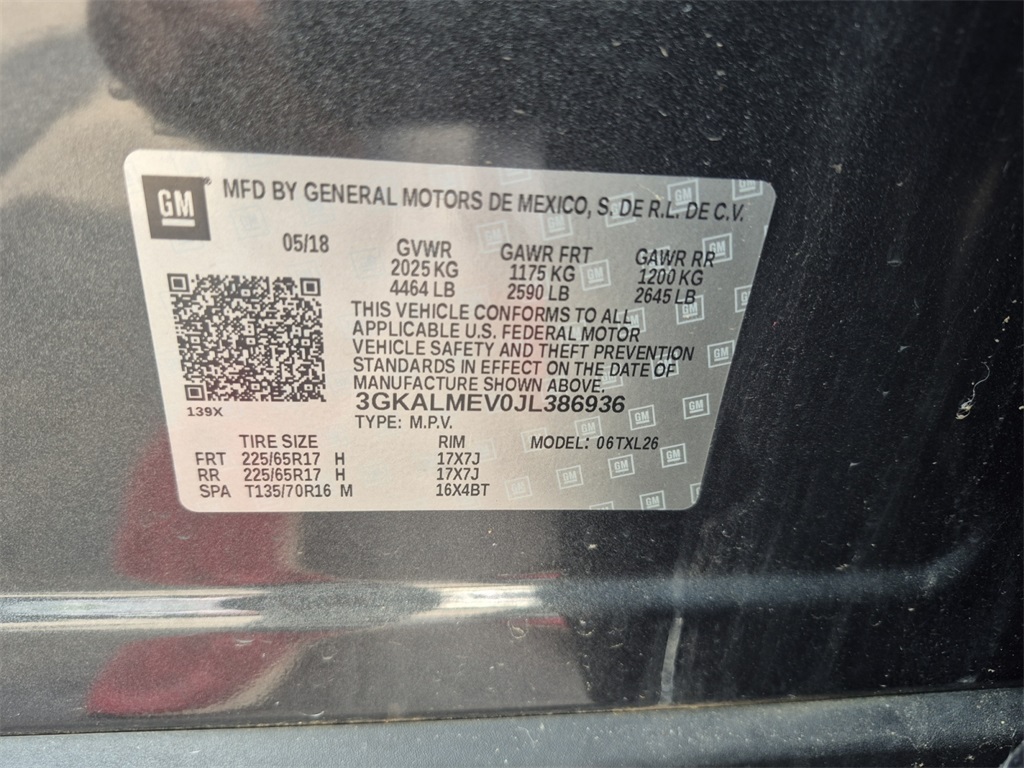 GM® MFD BY GENERAL MOTORS DE MEXICO, S. DE R.L. DE C.V.
05/18 GVWR GAWR FRT GAWR RR
2025 KG 1175 KG 1200 KG
4464 LB 2590 LB 2645 LB
THIS VEHICLE CONFORMS TO ALL
APPLICABLE U.S. FEDERAL MOTOR
VEHICLE SAFETY AND THEFT PREVENTION
STANDARDS IN EFFECT ON THE DATE OF
MANUFACTURE SHOWN ABOVE.
139X 3GKALMEV0JL386936
TYPE: M.P.V.
TIRE SIZE RIM MODEL: 06TXL26
FRT 225/65R17 H 17X7J
RR 225/65R17 H 17X7J
SPA T135/70R16 M 16X4BT